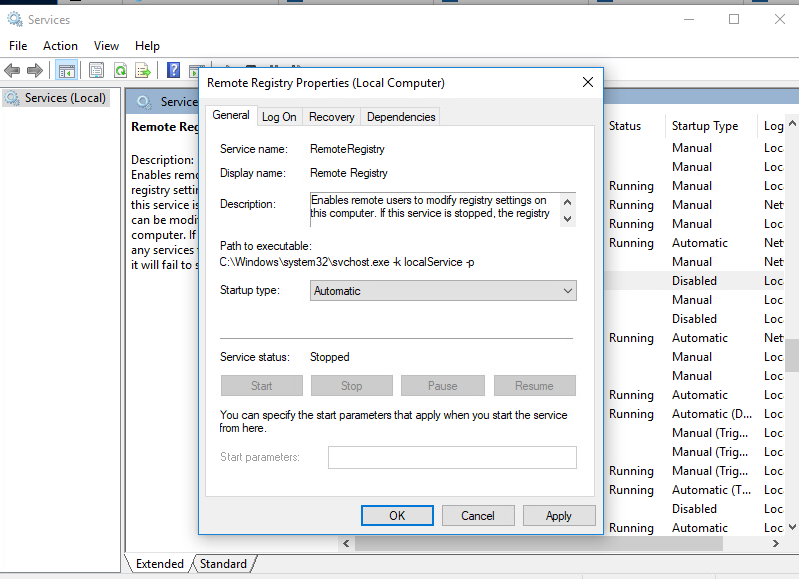 Services
File Action View Help
Services (Local)
Remote Registry Properties (Local Computer)
General Log On Recovery Dependencies
Service name: RemoteRegistry
Display name: Remote Registry
Description: Enables remote users to modify registry settings on
this computer. If this service is stopped, the registry
Path to executable:
C:\Windows\system32\svchost.exe -k localService -p
Startup type: Automatic
Service status: Stopped
Start Stop Pause Resume
You can specify the start parameters that apply when you start the service
from here.
Start parameters:
OK Cancel Apply
Service
Remote Reg
Description:
Enables remo
registry settin
this service is
can be modi
computer. If
any services
it will fail to s
Status Startup Type Log
Manual Loc
Manual Loc
Running Manual Loc
Running Manual Net
Running Manual Loc
Running Automatic Net
Manual Net
Disabled Loc
Manual Loc
Disabled Loc
Running Automatic Net
Manual Loc
Manual Loc
Running Automatic Loc
Running Automatic (D... Loc
Manual (Trig... Loc
Manual (Trig... Loc
Running Manual (Trig... Loc
Running Automatic (T... Loc
Disabled Loc
Running Automatic Loc
Extended Standard